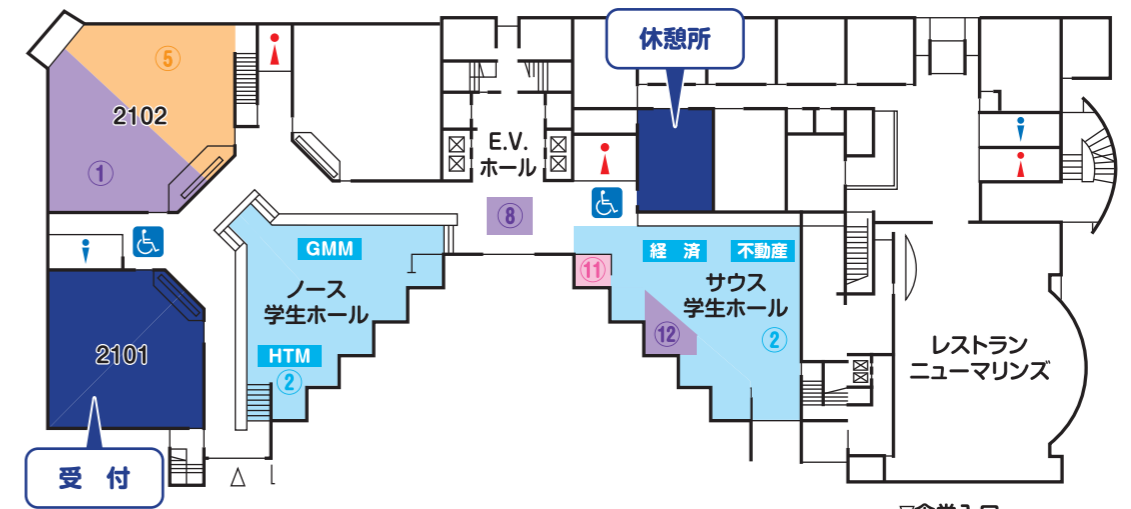 休憩所
⑤
2102
①
E.V.
ホール
⑧
GMM
ノース
学生ホール
HTM
②
経 済
不動産
⑪
サウス
学生ホール
⑫
②
2101
受 付
レストラン
ニューマリンズ